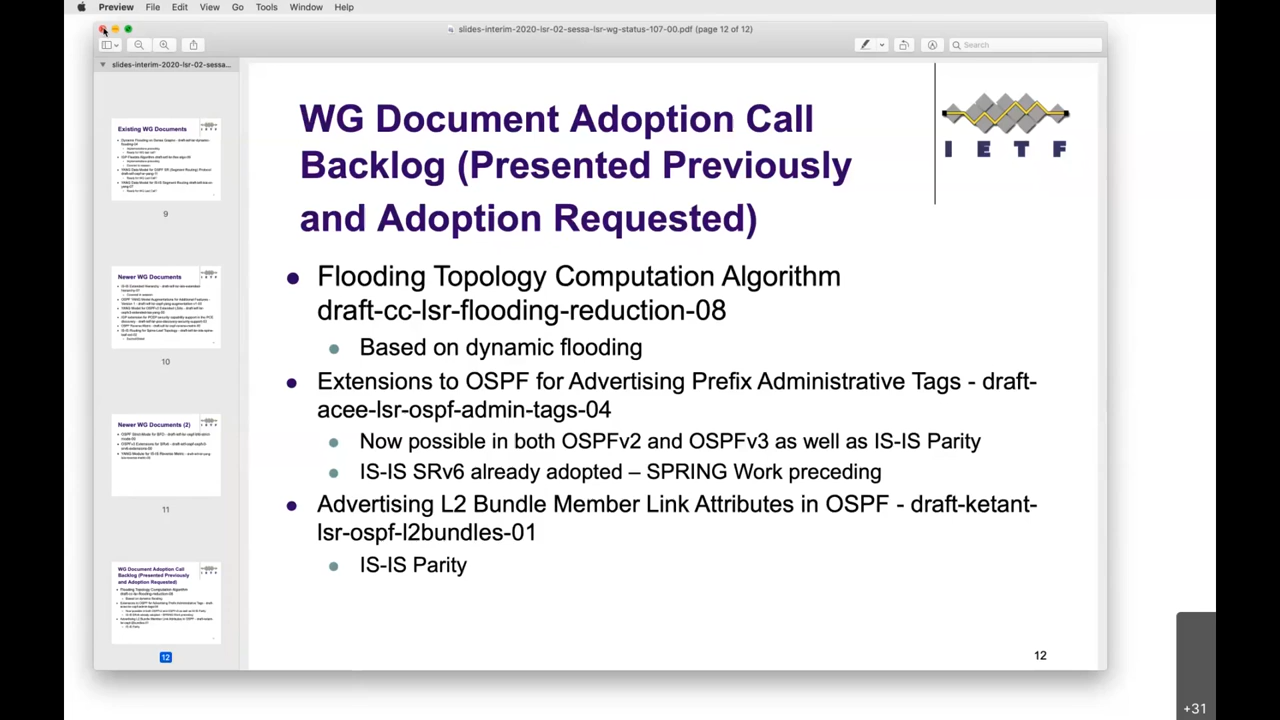 Preview File Edit View Go Tools Window Help
slides-interim-2020-lsr-02-sessa-lsr-wg-status-107-00.pdf (page 12 of 12)
Search
slides-interim-2020-lsr-02-sessa...
Existing WG Documents
9
Newer WG Documents
10
Newer WG Documents (2)
11
WG Document Adoption Call
Backlog (Presented Previously
and Adoption Requested)
12
WG Document Adoption Call
Backlog (Presented Previously
and Adoption Requested)
IETF
● Flooding Topology Computation Algorithm
draft-cc-lsr-flooding-reduction-08
● Based on dynamic flooding
● Extensions to OSPF for Advertising Prefix Administrative Tags - draft-
acee-lsr-ospf-admin-tags-04
● Now possible in both OSPFv2 and OSPFv3 as well as IS-IS Parity
● IS-IS SRv6 already adopted – SPRING Work preceding
● Advertising L2 Bundle Member Link Attributes in OSPF - draft-ketant-
lsr-ospf-l2bundles-01
● IS-IS Parity
12
+31